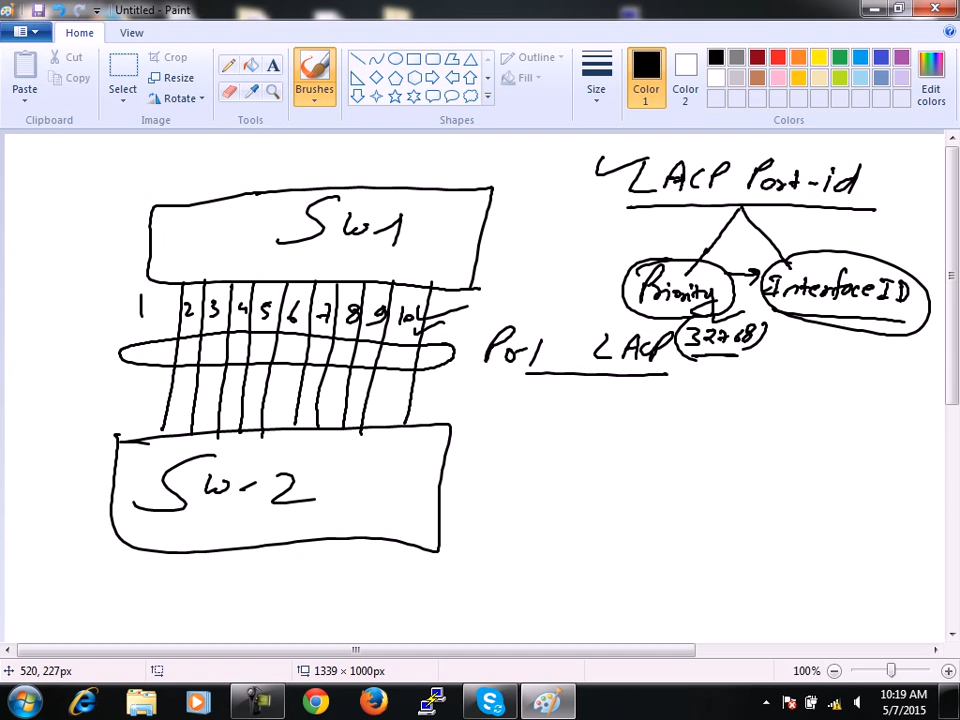 Untitled - Paint
Home
View
Paste
Cut
Copy
Clipboard
Select
Crop
Resize
Rotate
Image
Tools
Brushes
Shapes
Outline
Fill
Size
Color 1
Color 2
Colors
Edit colors
LACP Port-id
Sw1
Priority
InterfaceID
1 2 3 4 5 6 7 8 9 10
32768
Po1 LACP
Sw-2
520, 227px
1339 × 1000px
100%
10:19 AM
5/7/2015